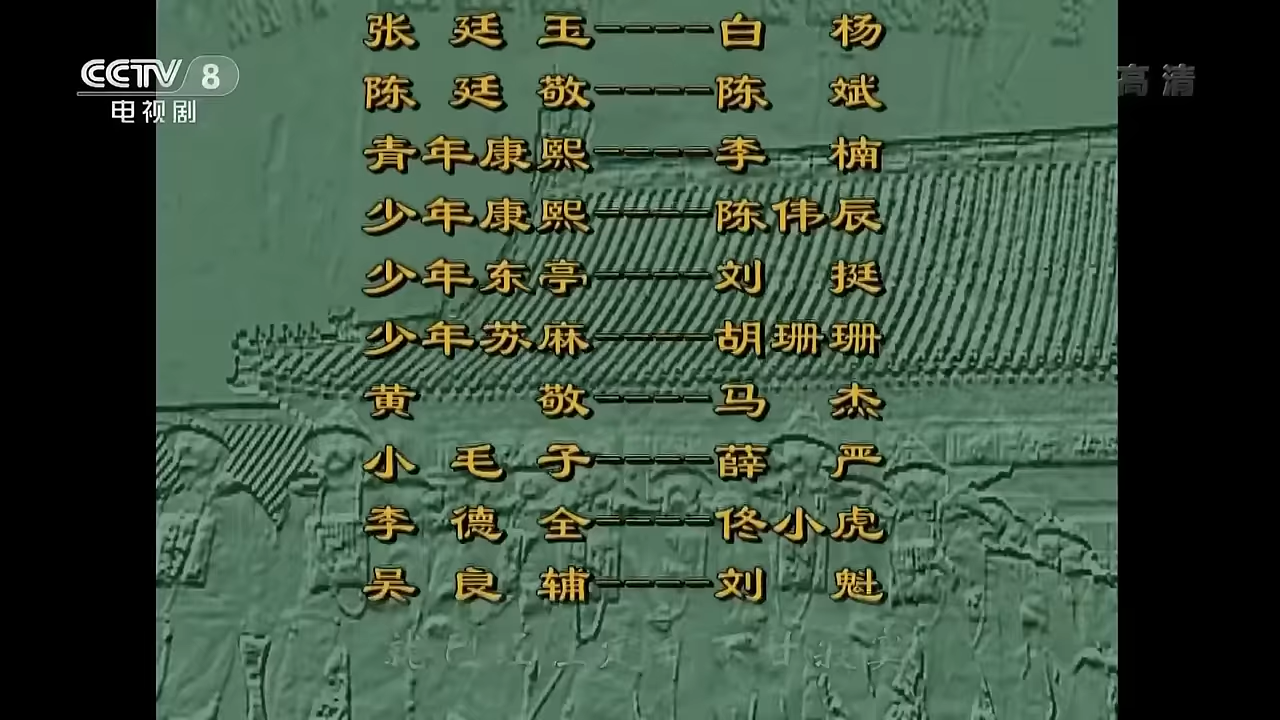 CCTV 8
电视剧
高清
张廷玉----白杨
陈廷敬----陈斌
青年康熙----李楠
少年康熙----陈伟辰
少年东亭----刘挺
少年苏麻----胡珊珊
黄敬----马杰
小毛子----薛严
李德全----佟小虎
吴良辅----刘魁